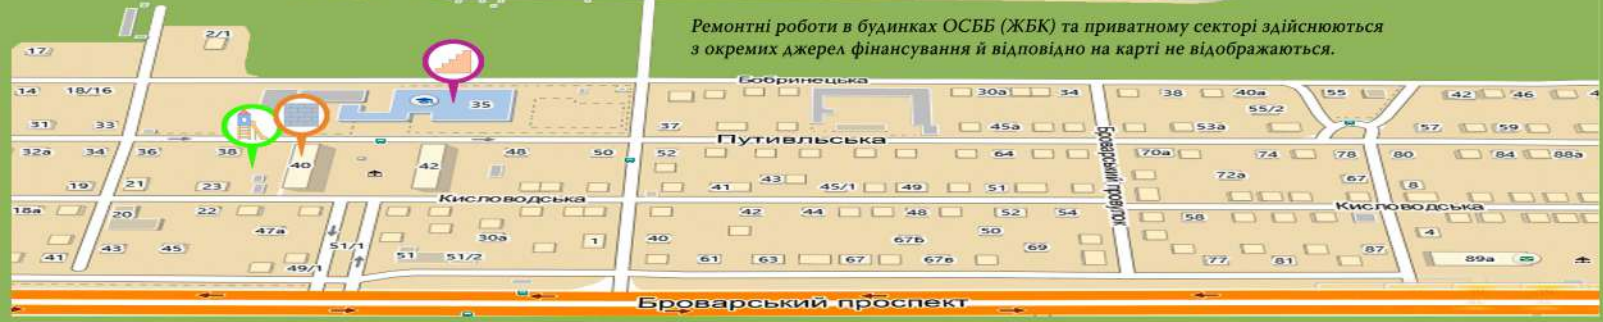 Ремонтні роботи в будинках ОСББ (ЖБК) та приватному секторі здійснюються
з окремих джерел фінансування й відповідно на карті не відображаються.
17 2/1
Бобринецька
14 18/16 35 30а 34 38 40а 55 42 46 4
55/2
31 33 37 45а 53а 57 59
Путивльська
32а 34 36 38 40 42 48 50 52 64 70а 74 78 80 84 88а
Броварський провулок
43 72а 67
19 21 23 41 45/1 49 51 8
Кисловодська
Кисловодська
18а 20 22 42 44 48 52 54 58
47а 50 4
41 43 45 51/1 30а 1 40 67Б 69 87
51 51/2 61 63 67 67Б 77 81 89а
49/1
Броварський проспект